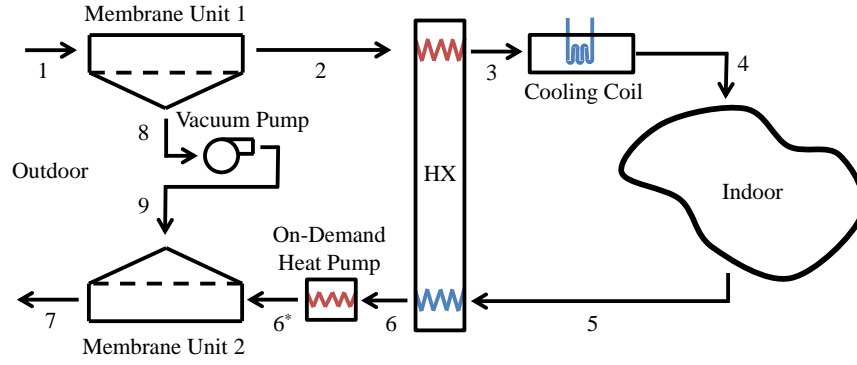 Membrane Unit 1
1
2
3
Cooling Coil
4
8
Vacuum Pump
Outdoor
HX
Indoor
9
On-Demand
Heat Pump
7
6*
6
5
Membrane Unit 2